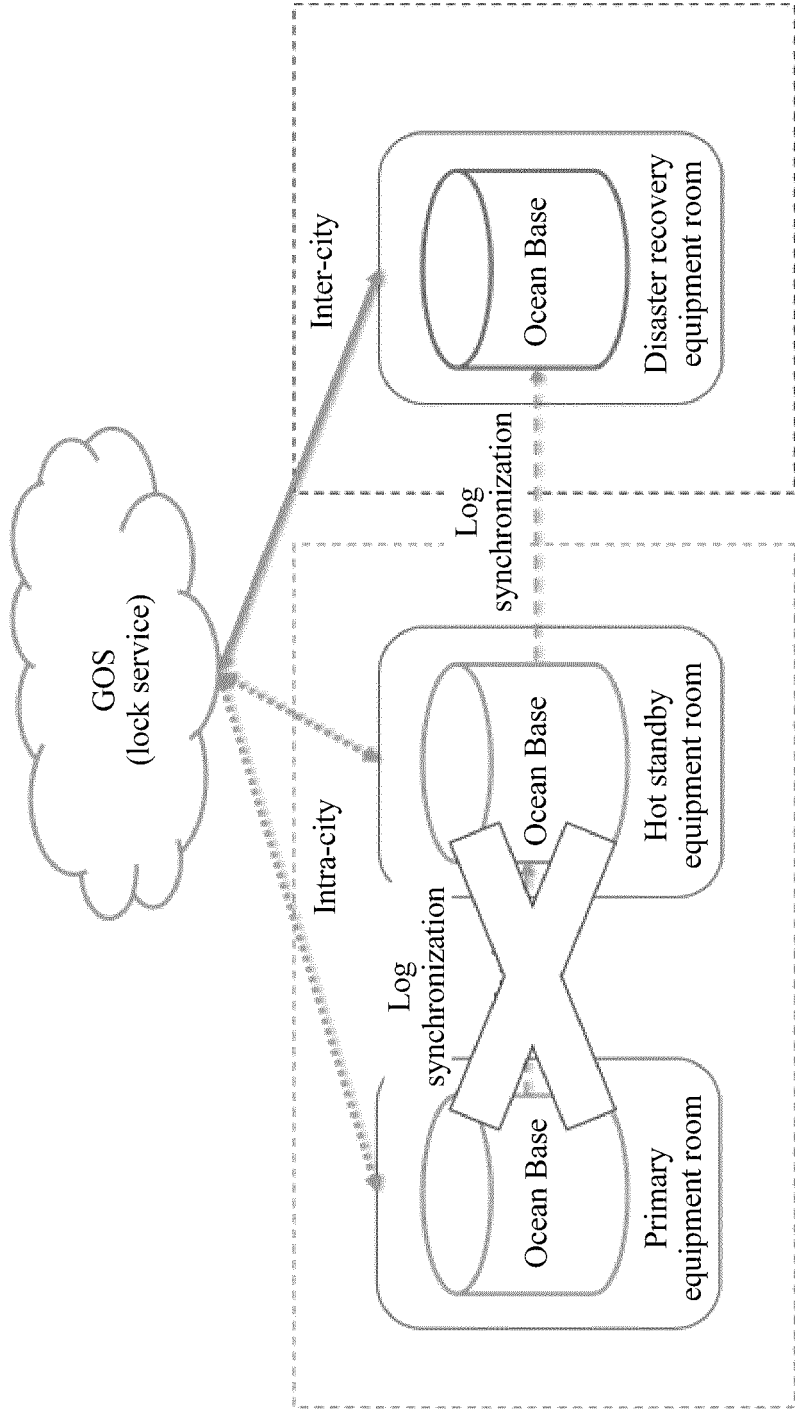 GOS
(lock service)
Intra-city
Inter-city
Log
synchronization
Log
synchronization
Ocean Base
Ocean Base
Ocean Base
Primary
equipment room
Hot standby
equipment room
Disaster recovery
equipment room